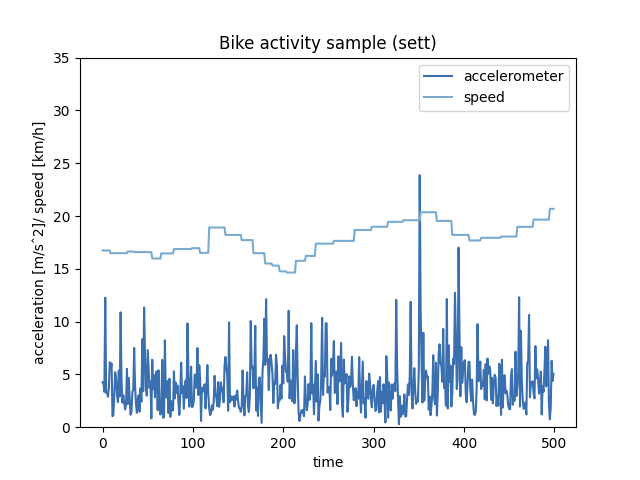 Bike activity sample (sett)
accelerometer
speed
acceleration [m/s^2]/ speed [km/h]
35
30
25
20
15
10
5
0
0
100
200
300
400
500
time